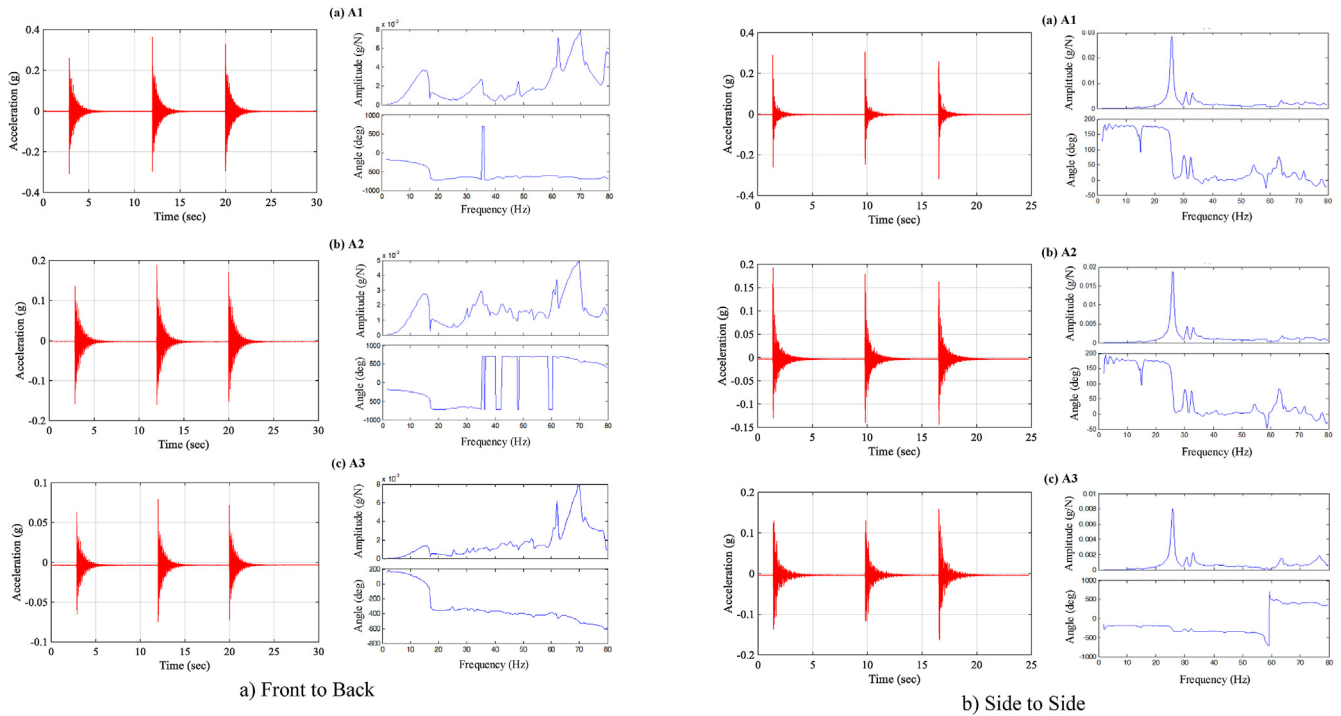 (a) A1
Acceleration (g)
0.4
0.2
0
-0.2
-0.4
0 5 10 15 20 25 30
Time (sec)
Amplitude (g/N)
8 6 4 2 0
Angle (deg)
1000
500
0
500
1000
0 10 20 30 40 50 60 70 80
Frequency (Hz)
(b) A2
Acceleration (g)
0.2
0.1
0
-0.1
-0.2
0 5 10 15 20 25 30
Time (sec)
Amplitude (g/N)
5 4 3 2 1 0
Angle (deg)
1000
500
0
500
1000
0 10 20 30 40 50 60 70 80
Frequency (Hz)
(c) A3
Acceleration (g)
0.1
0.05
0
-0.05
-0.1
0 5 10 15 20 25 30
Time (sec)
Amplitude (g/N)
8 6 4 2 0
Angle (deg)
200
0
-200
-400
-600
-800
0 10 20 30 40 50 60 70 80
Frequency (Hz)
a) Front to Back
(a) A1
Acceleration (g)
0.4
0.2
0
-0.2
-0.4
0 5 10 15 20 25
Time (sec)
Amplitude (g/N)
0.03
0.02
0.01
0
Angle (deg)
200
150
100
50
0
-50
0 10 20 30 40 50 60 70 80
Frequency (Hz)
(b) A2
Acceleration (g)
0.2
0.15
0.1
0.05
0
-0.05
-0.1
-0.15
0 5 10 15 20 25
Time (sec)
Amplitude (g/N)
0.02
0.015
0.01
0.005
0
Angle (deg)
200
150
100
50
0
-50
0 10 20 30 40 50 60 70 80
Frequency (Hz)
(c) A3
Acceleration (g)
0.2
0.1
0
-0.1
-0.2
0 5 10 15 20 25
Time (sec)
Amplitude (g/N)
0.01
0.008
0.006
0.004
0.002
0
Angle (deg)
1000
500
0
-500
-1000
0 10 20 30 40 50 60 70 80
Frequency (Hz)
b) Side to Side